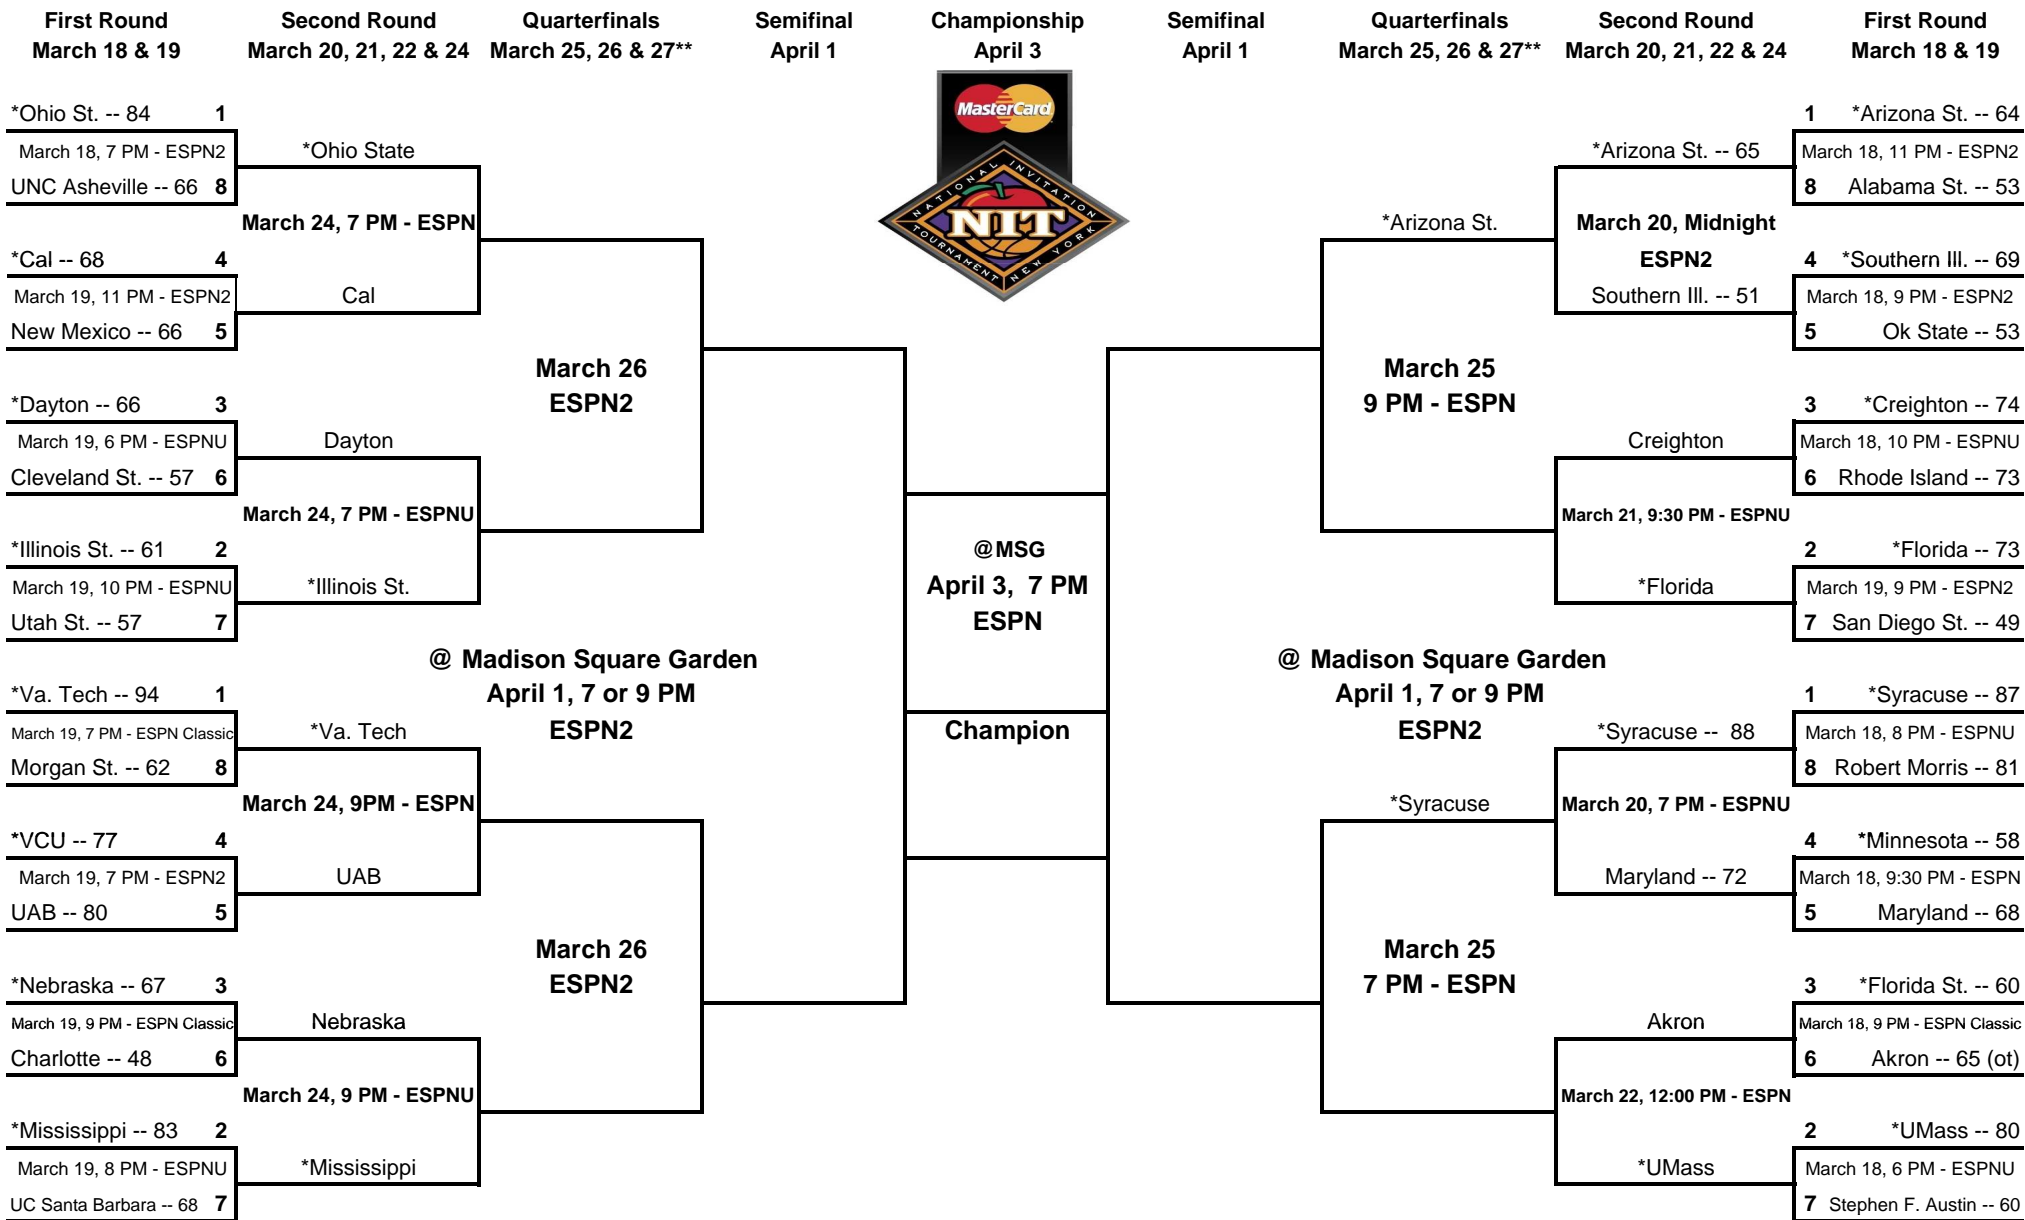 First Round
March 18 & 19
Second Round
March 20, 21, 22 & 24
Quarterfinals
March 25, 26 & 27**
Semifinal
April 1
Championship
April 3
Semifinal
April 1
Quarterfinals
March 25, 26 & 27**
Second Round
March 20, 21, 22 & 24
First Round
March 18 & 19
MasterCard
NATIONAL INVITATION
NIT
TOURNAMENT NEW YORK
*Ohio St. -- 84 1
March 18, 7 PM - ESPN2
UNC Asheville -- 66 8
*Cal -- 68 4
March 19, 11 PM - ESPN2
New Mexico -- 66 5
*Dayton -- 66 3
March 19, 6 PM - ESPNU
Cleveland St. -- 57 6
*Illinois St. -- 61 2
March 19, 10 PM - ESPNU
Utah St. -- 57 7
*Va. Tech -- 94 1
March 19, 7 PM - ESPN Classic
Morgan St. -- 62 8
*VCU -- 77 4
March 19, 7 PM - ESPN2
UAB -- 80 5
*Nebraska -- 67 3
March 19, 9 PM - ESPN Classic
Charlotte -- 48 6
*Mississippi -- 83 2
March 19, 8 PM - ESPNU
UC Santa Barbara -- 68 7
*Ohio State
March 24, 7 PM - ESPN
Cal
Dayton
March 24, 7 PM - ESPNU
*Illinois St.
*Va. Tech
March 24, 9PM - ESPN
UAB
Nebraska
March 24, 9 PM - ESPNU
*Mississippi
March 26
ESPN2
@ Madison Square Garden
April 1, 7 or 9 PM
ESPN2
March 26
ESPN2
@MSG
April 3, 7 PM
ESPN
Champion
*Arizona St.
March 25
9 PM - ESPN
@ Madison Square Garden
April 1, 7 or 9 PM
ESPN2
*Syracuse
March 25
7 PM - ESPN
*Arizona St. -- 65
March 20, Midnight
ESPN2
Southern Ill. -- 51
Creighton
March 21, 9:30 PM - ESPNU
*Florida
*Syracuse -- 88
March 20, 7 PM - ESPNU
Maryland -- 72
Akron
March 22, 12:00 PM - ESPN
*UMass
1 *Arizona St. -- 64
March 18, 11 PM - ESPN2
8 Alabama St. -- 53
4 *Southern Ill. -- 69
March 18, 9 PM - ESPN2
5 Ok State -- 53
3 *Creighton -- 74
March 18, 10 PM - ESPNU
6 Rhode Island -- 73
2 *Florida -- 73
March 19, 9 PM - ESPN2
7 San Diego St. -- 49
1 *Syracuse -- 87
March 18, 8 PM - ESPNU
8 Robert Morris -- 81
4 *Minnesota -- 58
March 18, 9:30 PM - ESPN
5 Maryland -- 68
3 *Florida St. -- 60
March 18, 9 PM - ESPN Classic
6 Akron -- 65 (ot)
2 *UMass -- 80
March 18, 6 PM - ESPNU
7 Stephen F. Austin -- 60